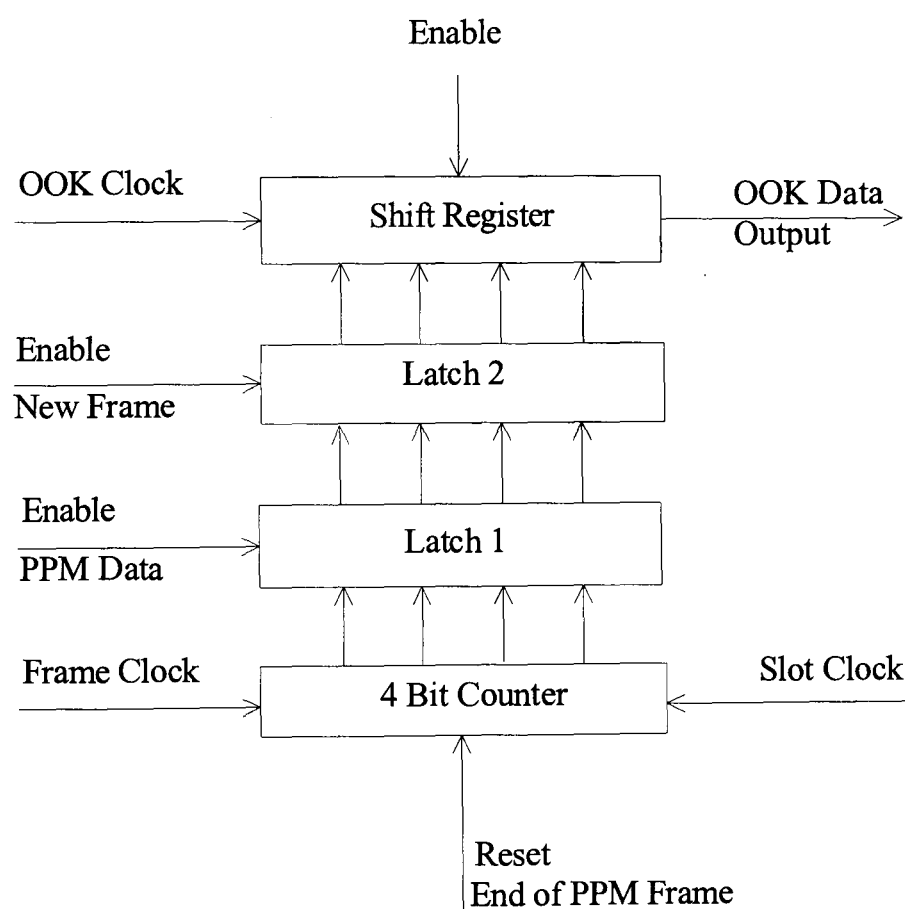 Enable
OOK Clock
Shift Register
OOK Data
Output
Enable
New Frame
Latch 2
Enable
PPM Data
Latch 1
Frame Clock
4 Bit Counter
Slot Clock
Reset
End of PPM Frame